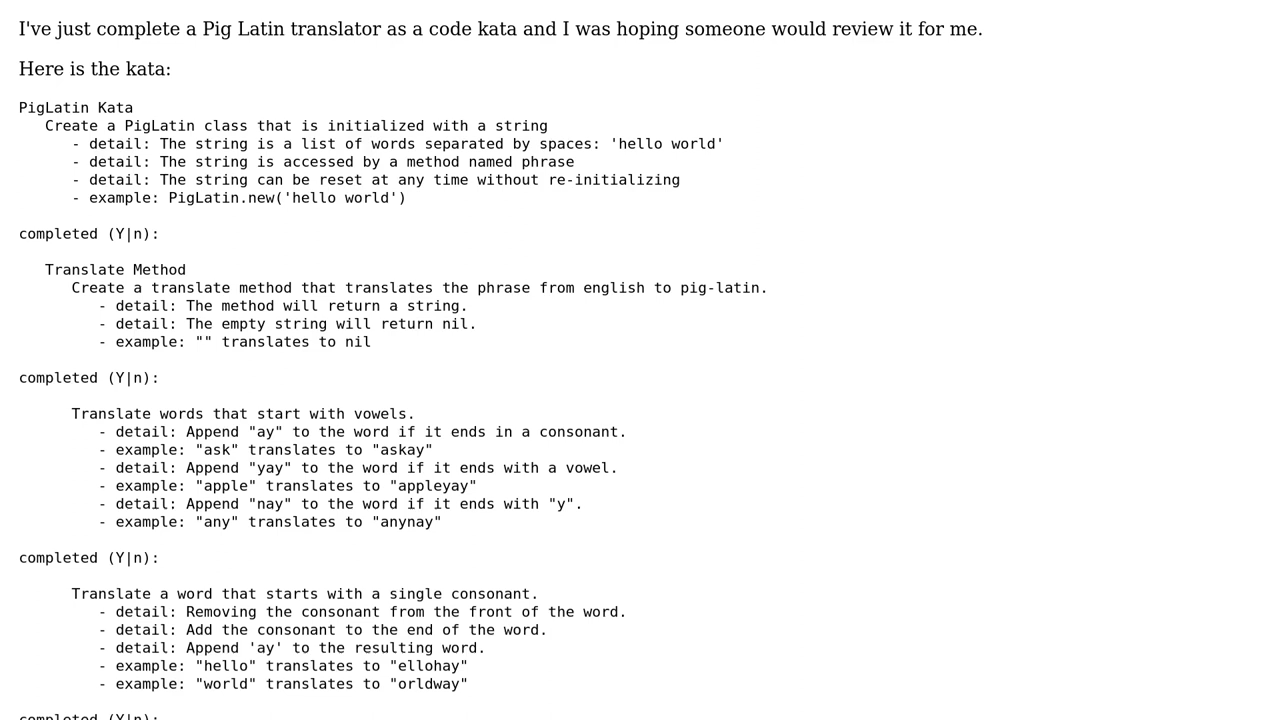 I've just complete a Pig Latin translator as a code kata and I was hoping someone would review it for me.
Here is the kata:
PigLatin Kata
Create a PigLatin class that is initialized with a string
- detail: The string is a list of words separated by spaces: 'hello world'
- detail: The string is accessed by a method named phrase
- detail: The string can be reset at any time without re-initializing
- example: PigLatin.new('hello world')
completed (Y|n):
Translate Method
Create a translate method that translates the phrase from english to pig-latin.
- detail: The method will return a string.
- detail: The empty string will return nil.
- example: "" translates to nil
completed (Y|n):
Translate words that start with vowels.
- detail: Append "ay" to the word if it ends in a consonant.
- example: "ask" translates to "askay"
- detail: Append "yay" to the word if it ends with a vowel.
- example: "apple" translates to "appleyay"
- detail: Append "nay" to the word if it ends with "y".
- example: "any" translates to "anynay"
completed (Y|n):
Translate a word that starts with a single consonant.
- detail: Removing the consonant from the front of the word.
- detail: Add the consonant to the end of the word.
- detail: Append 'ay' to the resulting word.
- example: "hello" translates to "ellohay"
- example: "world" translates to "orldway"
completed (Y|n):